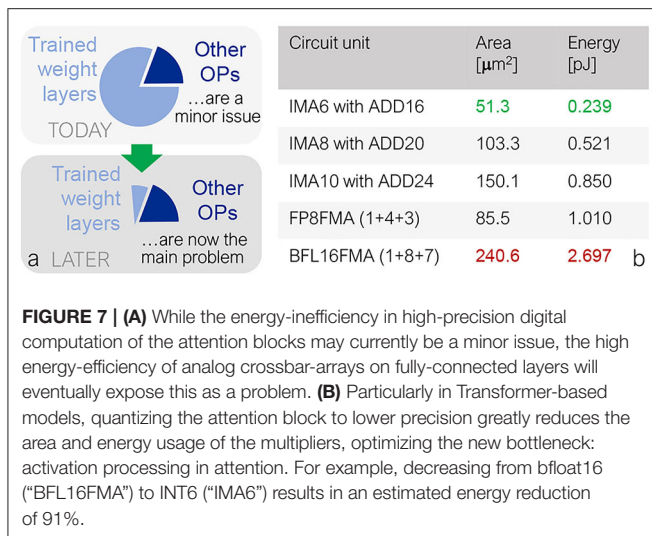 Trained
weight
layers
Other
OPs
...are a
minor issue
TODAY
Trained
weight
layers
Other
OPs
...are now the
main problem
a LATER
Circuit unit Area Energy
[μm²] [pJ]
IMA6 with ADD16 51.3 0.239
IMA8 with ADD20 103.3 0.521
IMA10 with ADD24 150.1 0.850
FP8FMA (1+4+3) 85.5 1.010
BFL16FMA (1+8+7) 240.6 2.697 b
FIGURE 7 | (A) While the energy-inefficiency in high-precision digital
computation of the attention blocks may currently be a minor issue, the high
energy-efficiency of analog crossbar-arrays on fully-connected layers will
eventually expose this as a problem. (B) Particularly in Transformer-based
models, quantizing the attention block to lower precision greatly reduces the
area and energy usage of the multipliers, optimizing the new bottleneck:
activation processing in attention. For example, decreasing from bfloat16
(“BFL16FMA”) to INT6 (“IMA6”) results in an estimated energy reduction
of 91%.